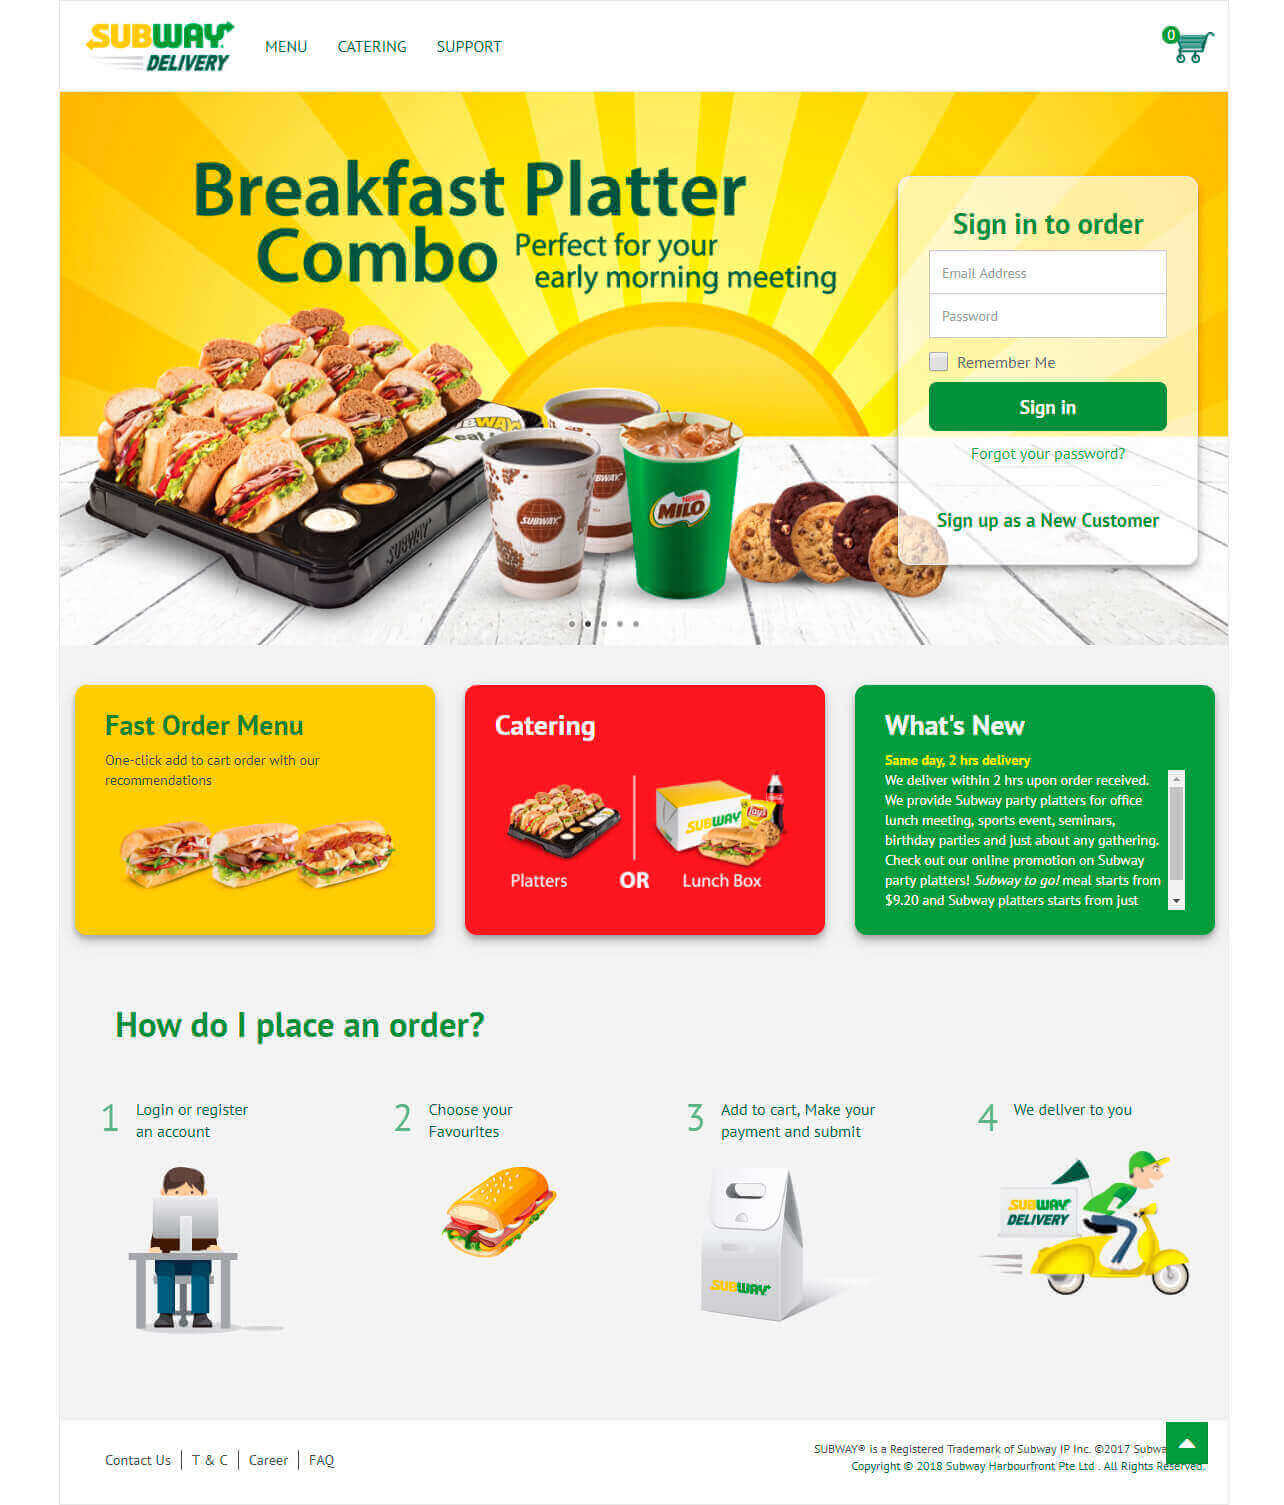 SUBWAY
DELIVERY
MENU
CATERING
SUPPORT
0
Breakfast Platter
Combo
Perfect for your
early morning meeting
Sign in to order
Email Address
Password
Remember Me
Sign in
Forgot your password?
Sign up as a New Customer
SUBWAY
SUBWAY
SUBWAY
Nestlé
MILO
Fast Order Menu
One-click add to cart order with our
recommendations
Catering
SUBWAY
Lay's
Platters
OR
Lunch Box
What's New
Same day, 2 hrs delivery
We deliver within 2 hrs upon order received.
We provide Subway party platters for office
lunch meeting, sports event, seminars,
birthday parties and just about any gathering.
Check out our online promotion on Subway
party platters! Subway to go! meal starts from
$9.20 and Subway platters starts from just
How do I place an order?
1
Login or register
an account
2
Choose your
Favourites
3
Add to cart, Make your
payment and submit
4
We deliver to you
SUBWAY
SUBWAY
DELIVERY
Contact Us
T & C
Career
FAQ
SUBWAY® is a Registered Trademark of Subway IP Inc. ©2017 Subwa
Copyright © 2018 Subway Harbourfront Pte Ltd . All Rights Reserved.